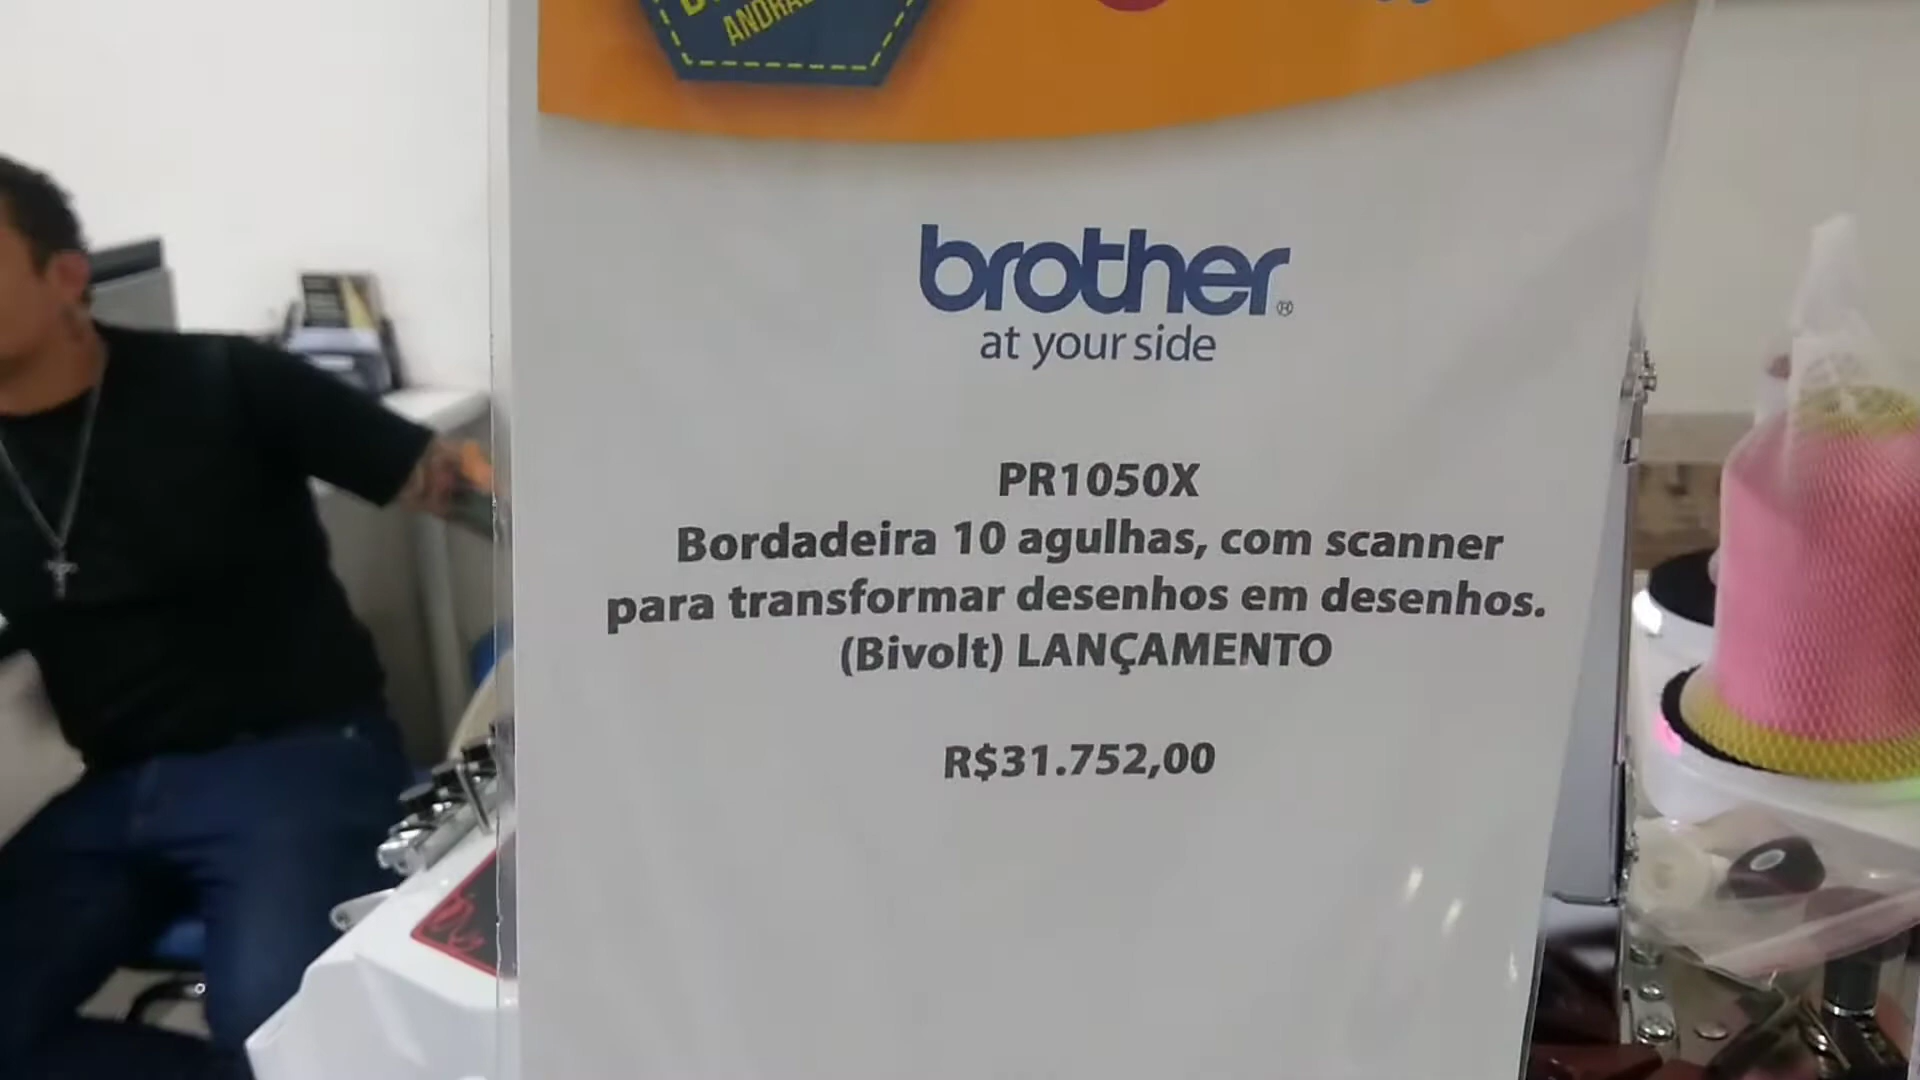 brother®
at your side
PR1050X
Bordadeira 10 agulhas, com scanner
para transformar desenhos em desenhos.
(Bivolt) LANÇAMENTO
R$31.752,00